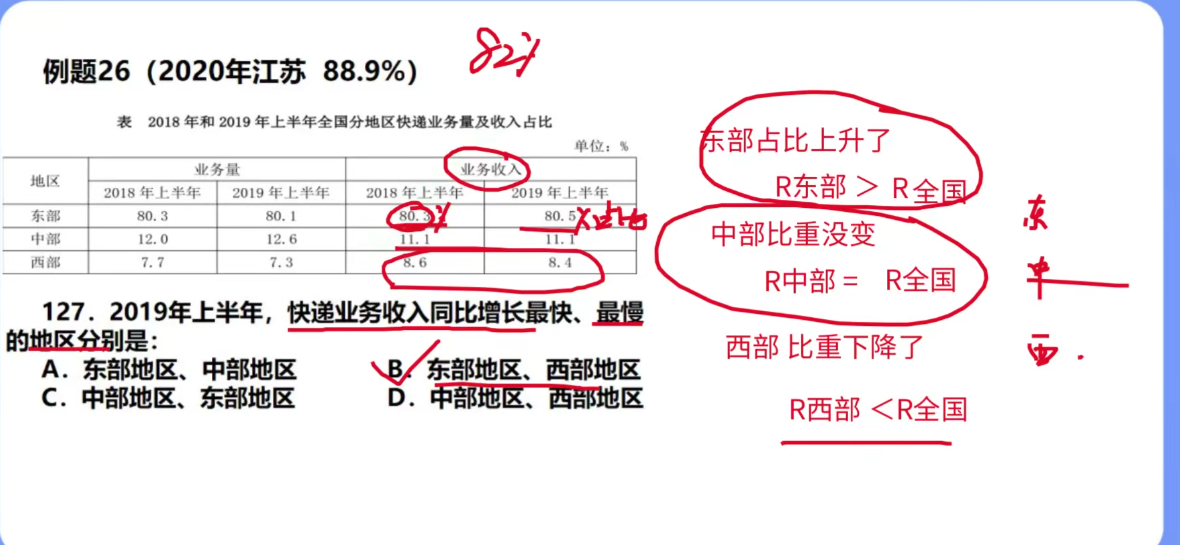 82%
例题26（2020年江苏 88.9%）
表 2018年和2019年上半年全国分地区快递业务量及收入占比
单位：%
地区 业务量 业务收入
2018年上半年 2019年上半年 2018年上半年 2019年上半年
东部 80.3 80.1 80.3% 80.5%占比
中部 12.0 12.6 11.1 11.1
西部 7.7 7.3 8.6 8.4
127．2019年上半年，快递业务收入同比增长最快、最慢
的地区分别是：
A．东部地区、中部地区 B．东部地区、西部地区
C．中部地区、东部地区 D．中部地区、西部地区
东部占比上升了
R东部 > R全国
中部比重没变
R中部 = R全国
西部 比重下降了
R西部 <R全国
东
中
西